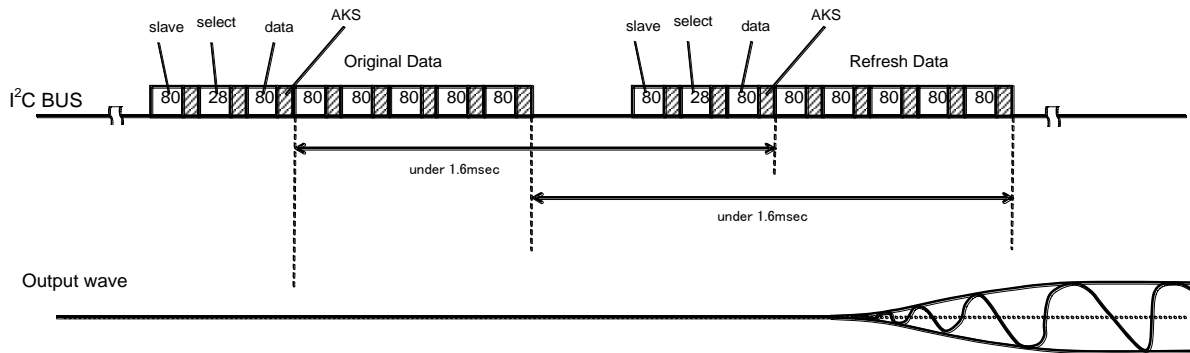 AKS
slave select data
Original Data
I²C BUS
80 28 80 80 80 80 80 80
AKS
slave select data
Refresh Data
80 28 80 80 80 80 80 80
under 1.6msec
under 1.6msec
Output wave